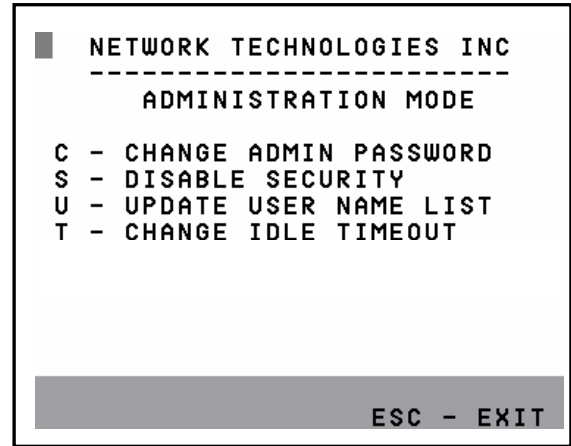 NETWORK TECHNOLOGIES INC
-------------------------
ADMINISTRATION MODE
C - CHANGE ADMIN PASSWORD
S - DISABLE SECURITY
U - UPDATE USER NAME LIST
T - CHANGE IDLE TIMEOUT
ESC - EXIT